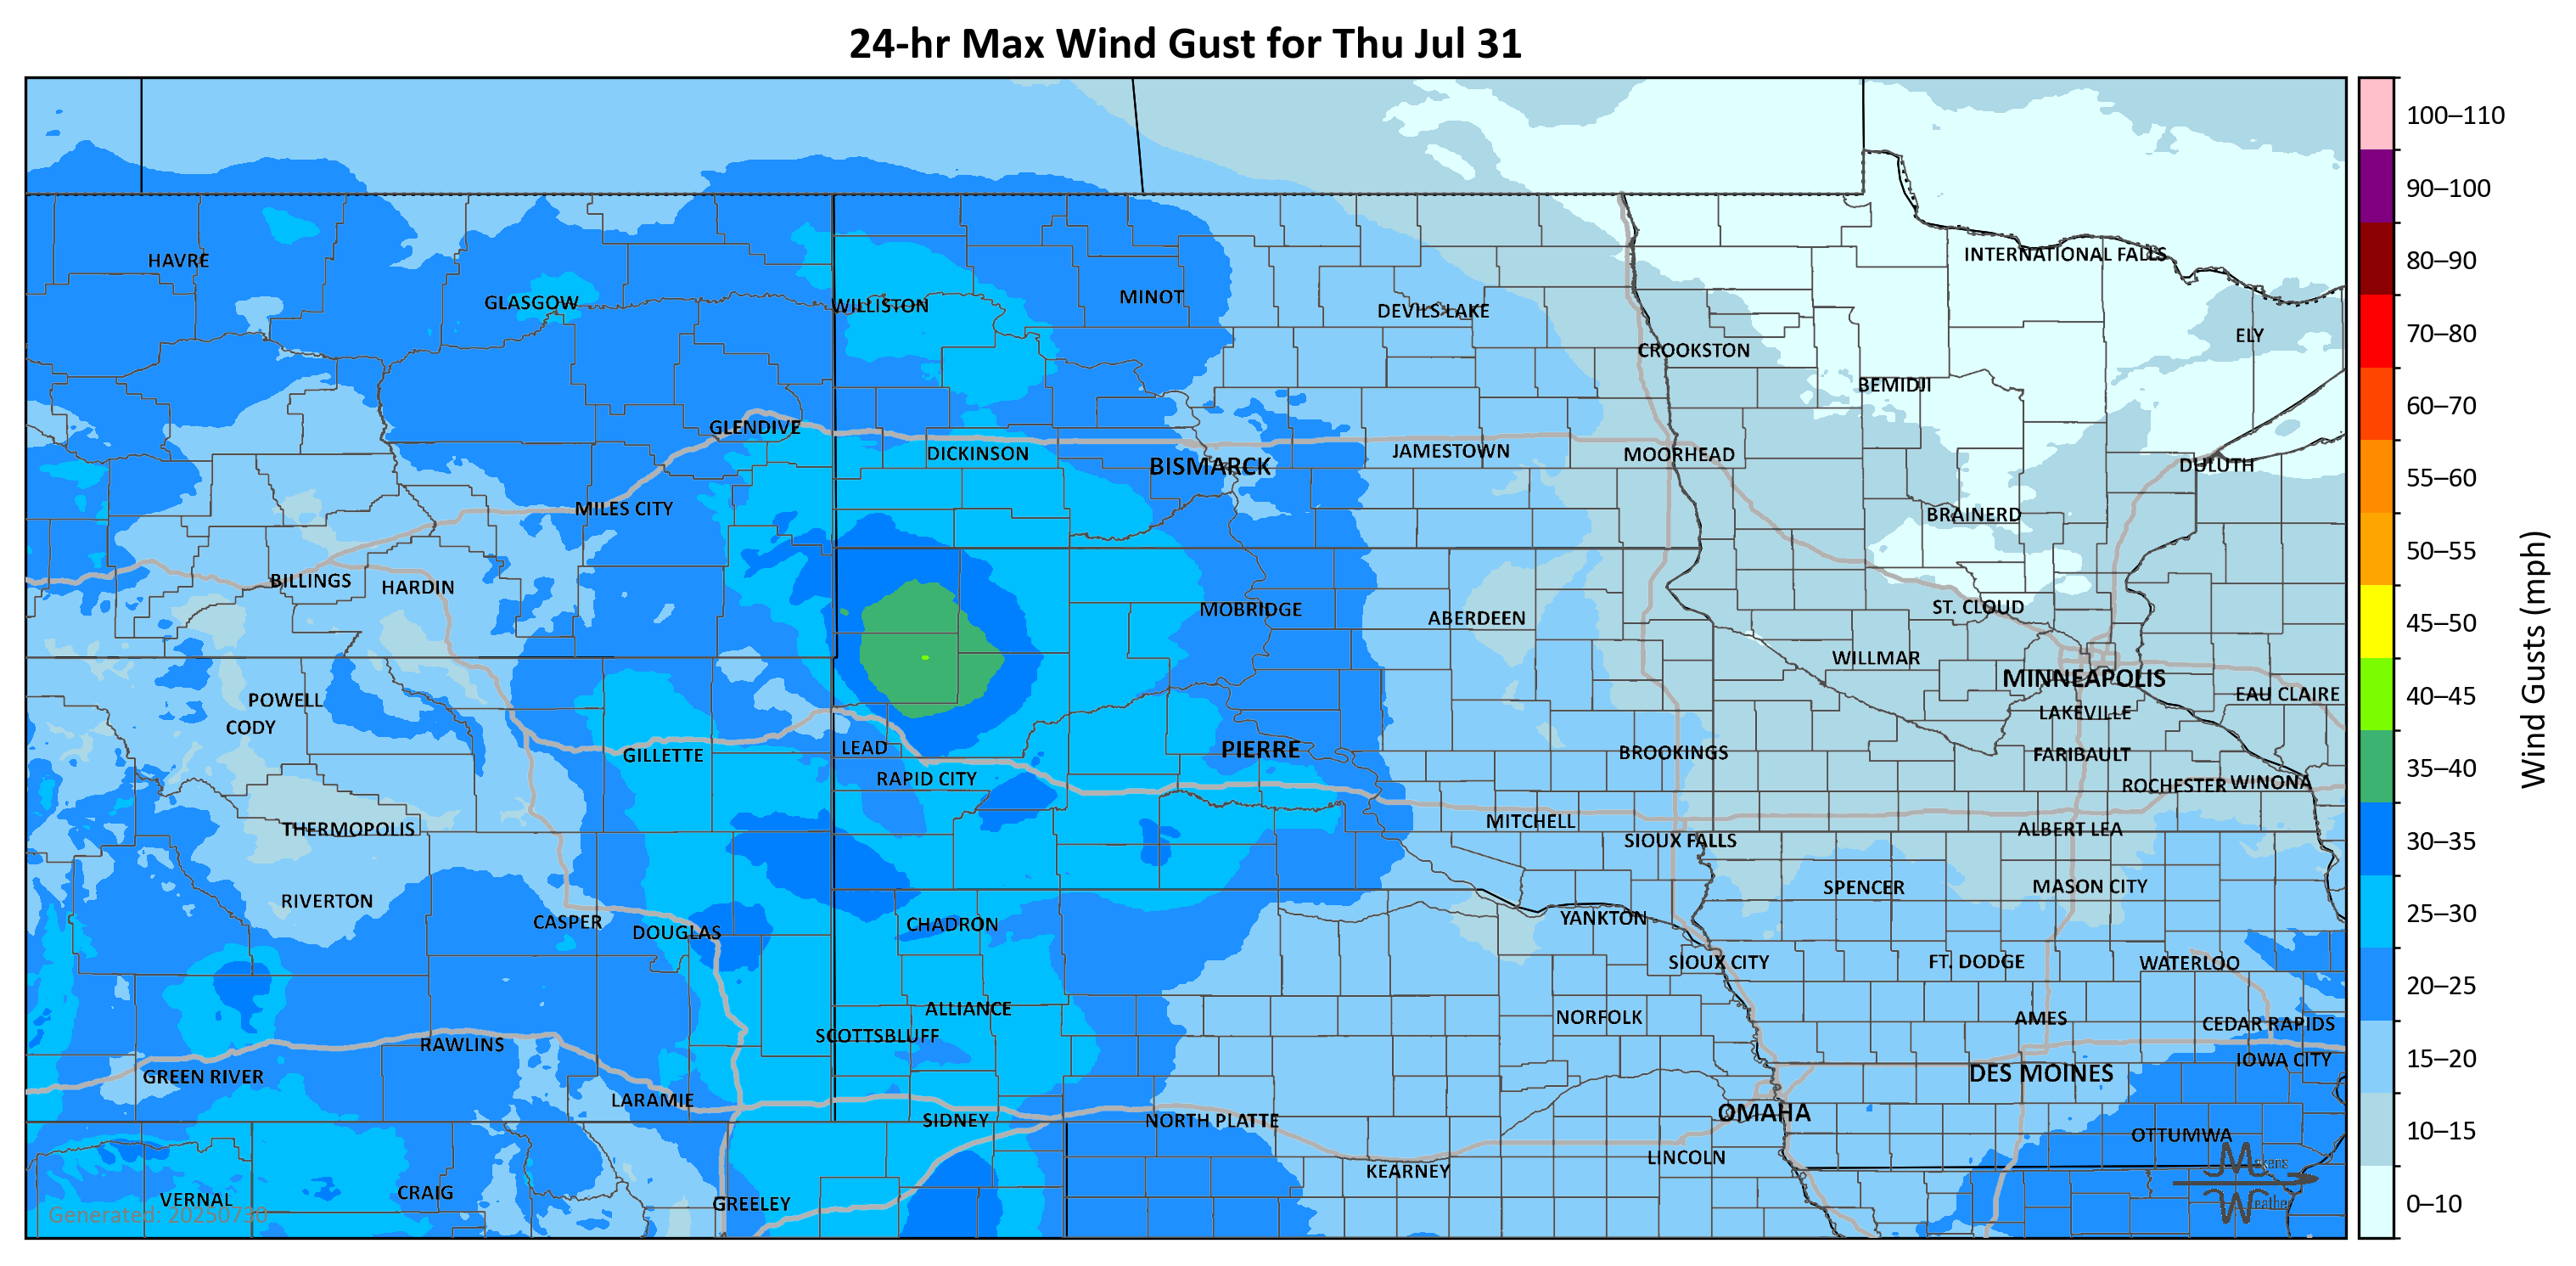 24-hr Max Wind Gust for Thu Jul 31
100–110
90–100
80–90
70–80
60–70
55–60
50–55
45–50
40–45
35–40
30–35
25–30
20–25
15–20
10–15
0–10
Wind Gusts (mph)
HAVRE
GLASGOW
WILLISTON
MINOT
DEVILS LAKE
INTERNATIONAL FALLS
CROOKSTON
ELY
BEMIDJI
GLENDIVE
DICKINSON
BISMARCK
JAMESTOWN
MOORHEAD
DULUTH
MILES CITY
BRAINERD
BILLINGS
HARDIN
MOBRIDGE
ABERDEEN
ST. CLOUD
WILLMAR
MINNEAPOLIS
EAU CLAIRE
POWELL
CODY
LAKEVILLE
GILLETTE
LEAD
PIERRE
BROOKINGS
FARIBAULT
RAPID CITY
ROCHESTER
WINONA
THERMOPOLIS
MITCHELL
SIOUX FALLS
ALBERT LEA
SPENCER
MASON CITY
RIVERTON
CASPER
DOUGLAS
CHADRON
YANKTON
SIOUX CITY
FT. DODGE
WATERLOO
ALLIANCE
NORFOLK
AMES
CEDAR RAPIDS
SCOTTSBLUFF
RAWLINS
IOWA CITY
GREEN RIVER
DES MOINES
LARAMIE
SIDNEY
NORTH PLATTE
OMAHA
OTTUMWA
LINCOLN
KEARNEY
VERNAL
CRAIG
GREELEY
Generated: 20250730
Makens
Weather